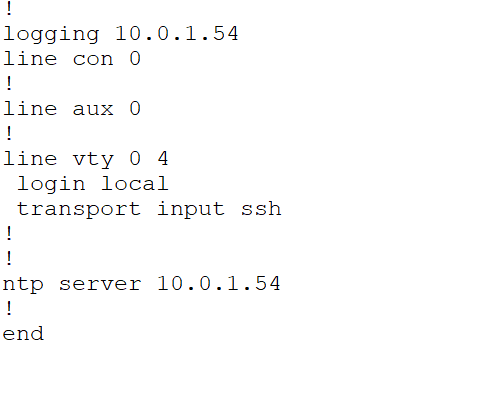 !
logging 10.0.1.54
line con 0
!
line aux 0
!
line vty 0 4
 login local
 transport input ssh
!
!
ntp server 10.0.1.54
!
end